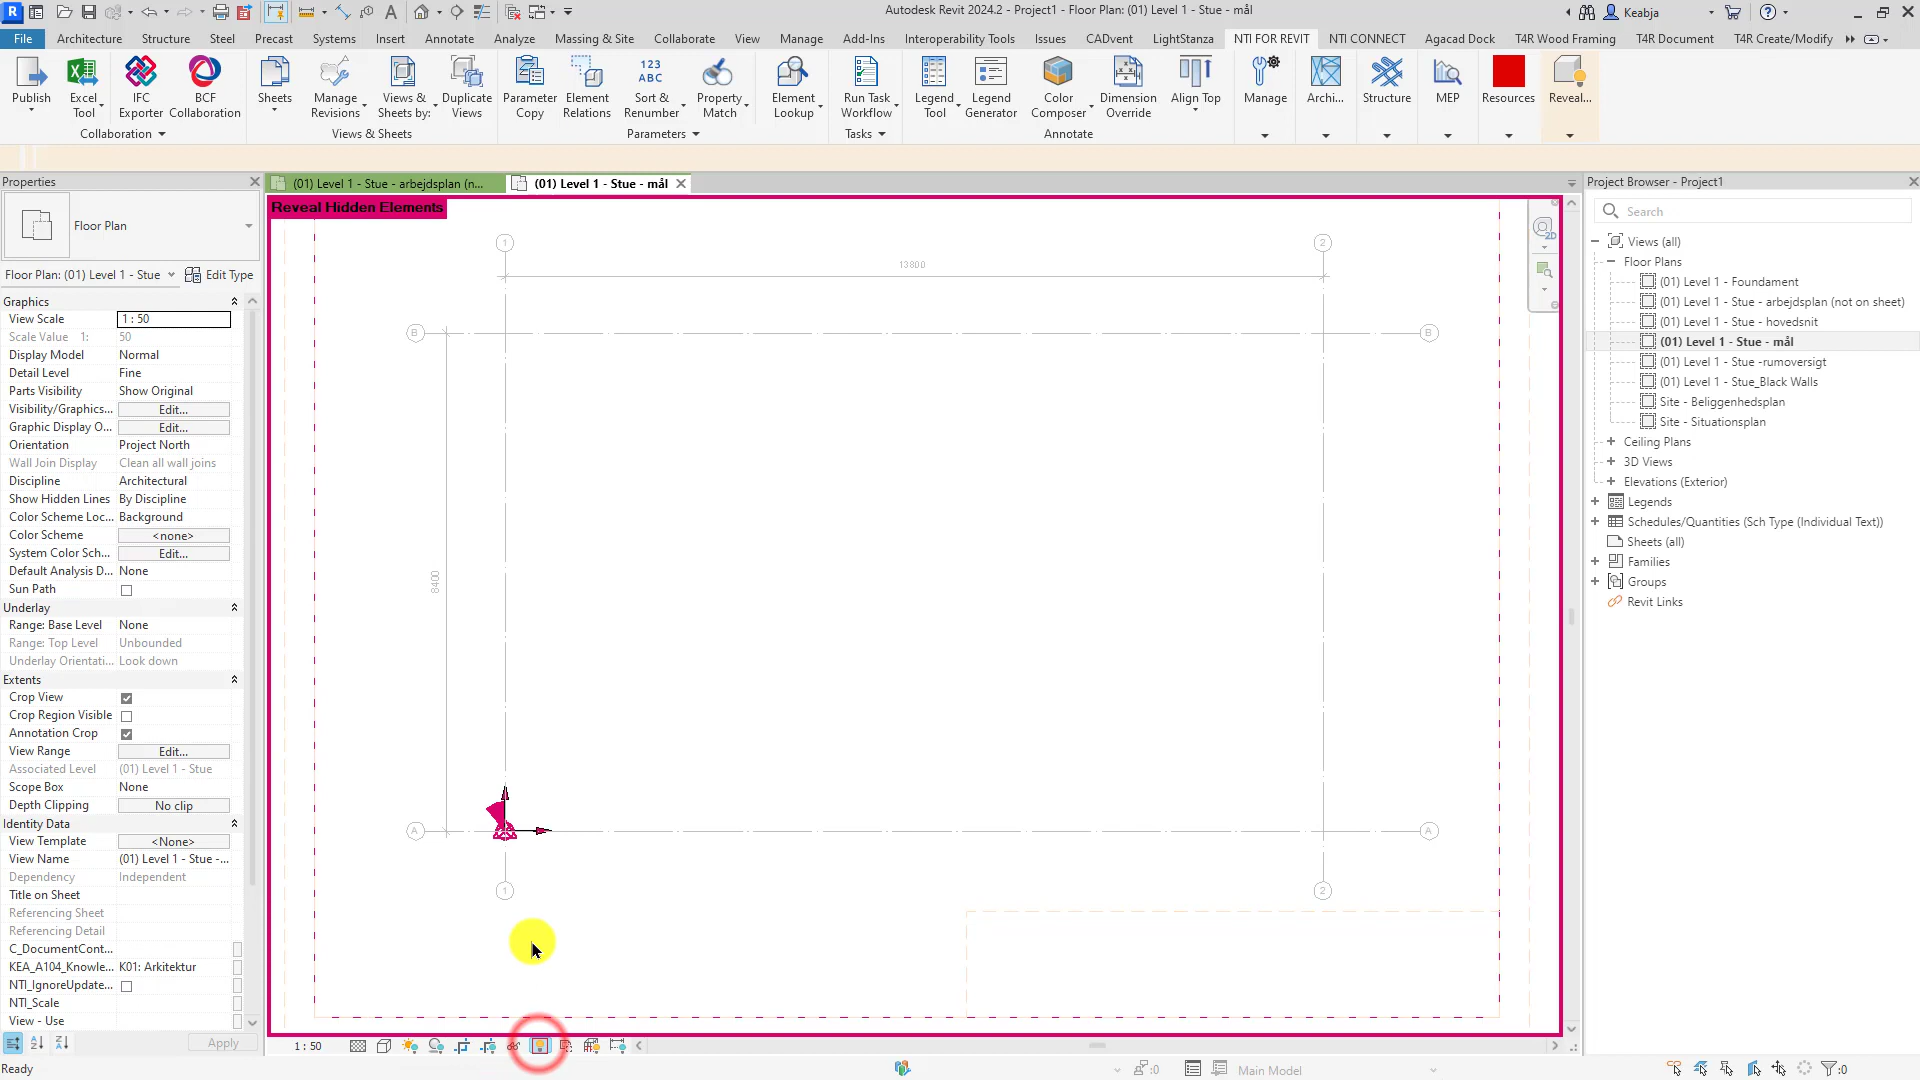 Autodesk Revit 2024.2 - Project1 - Floor Plan: (01) Level 1 - Stue - mål
Keabja
File Architecture Structure Steel Precast Systems Insert Annotate Analyze Massing & Site Collaborate View Manage Add-Ins Interoperability Tools Issues CADvent LightStanza NTI FOR REVIT NTI CONNECT Agacad Dock T4R Wood Framing T4R Document T4R Create/Modify
123
ABC
Publish Excel Tool IFC Exporter BCF Collaboration Sheets Manage Revisions Views & Sheets by: Duplicate Views Parameter Copy Element Relations Sort & Renumber Property Match Element Lookup Run Task Workflow Legend Tool Legend Generator Color Composer Dimension Override Align Top Manage Archi... Structure MEP Resources Reveal...
Collaboration Views & Sheets Parameters Tasks Annotate
Properties
Floor Plan
Floor Plan: (01) Level 1 - Stue Edit Type
Graphics
View Scale 1 : 50
Scale Value 1: 50
Display Model Normal
Detail Level Fine
Parts Visibility Show Original
Visibility/Graphics... Edit...
Graphic Display O... Edit...
Orientation Project North
Wall Join Display Clean all wall joins
Discipline Architectural
Show Hidden Lines By Discipline
Color Scheme Loc... Background
Color Scheme <none>
System Color Sch... Edit...
Default Analysis D... None
Sun Path
Underlay
Range: Base Level None
Range: Top Level Unbounded
Underlay Orientati... Look down
Extents
Crop View
Crop Region Visible
Annotation Crop
View Range Edit...
Associated Level (01) Level 1 - Stue
Scope Box None
Depth Clipping No clip
Identity Data
View Template <None>
View Name (01) Level 1 - Stue -...
Dependency Independent
Title on Sheet
Referencing Sheet
Referencing Detail
C_DocumentCont...
KEA_A104_Knowle... K01: Arkitektur
NTI_IgnoreUpdate...
NTI_Scale
View - Use
Apply
(01) Level 1 - Stue - arbejdsplan (n... (01) Level 1 - Stue - mål
Reveal Hidden Elements
2D
1 2
13800
B B
8400
A A
1 2
1 : 50
Project Browser - Project1
Search
Views (all)
Floor Plans
(01) Level 1 - Foundament
(01) Level 1 - Stue - arbejdsplan (not on sheet)
(01) Level 1 - Stue - hovedsnit
(01) Level 1 - Stue - mål
(01) Level 1 - Stue -rumoversigt
(01) Level 1 - Stue_Black Walls
Site - Beliggenhedsplan
Site - Situationsplan
Ceiling Plans
3D Views
Elevations (Exterior)
Legends
Schedules/Quantities (Sch Type (Individual Text))
Sheets (all)
Families
Groups
Revit Links
Ready :0 Main Model :0